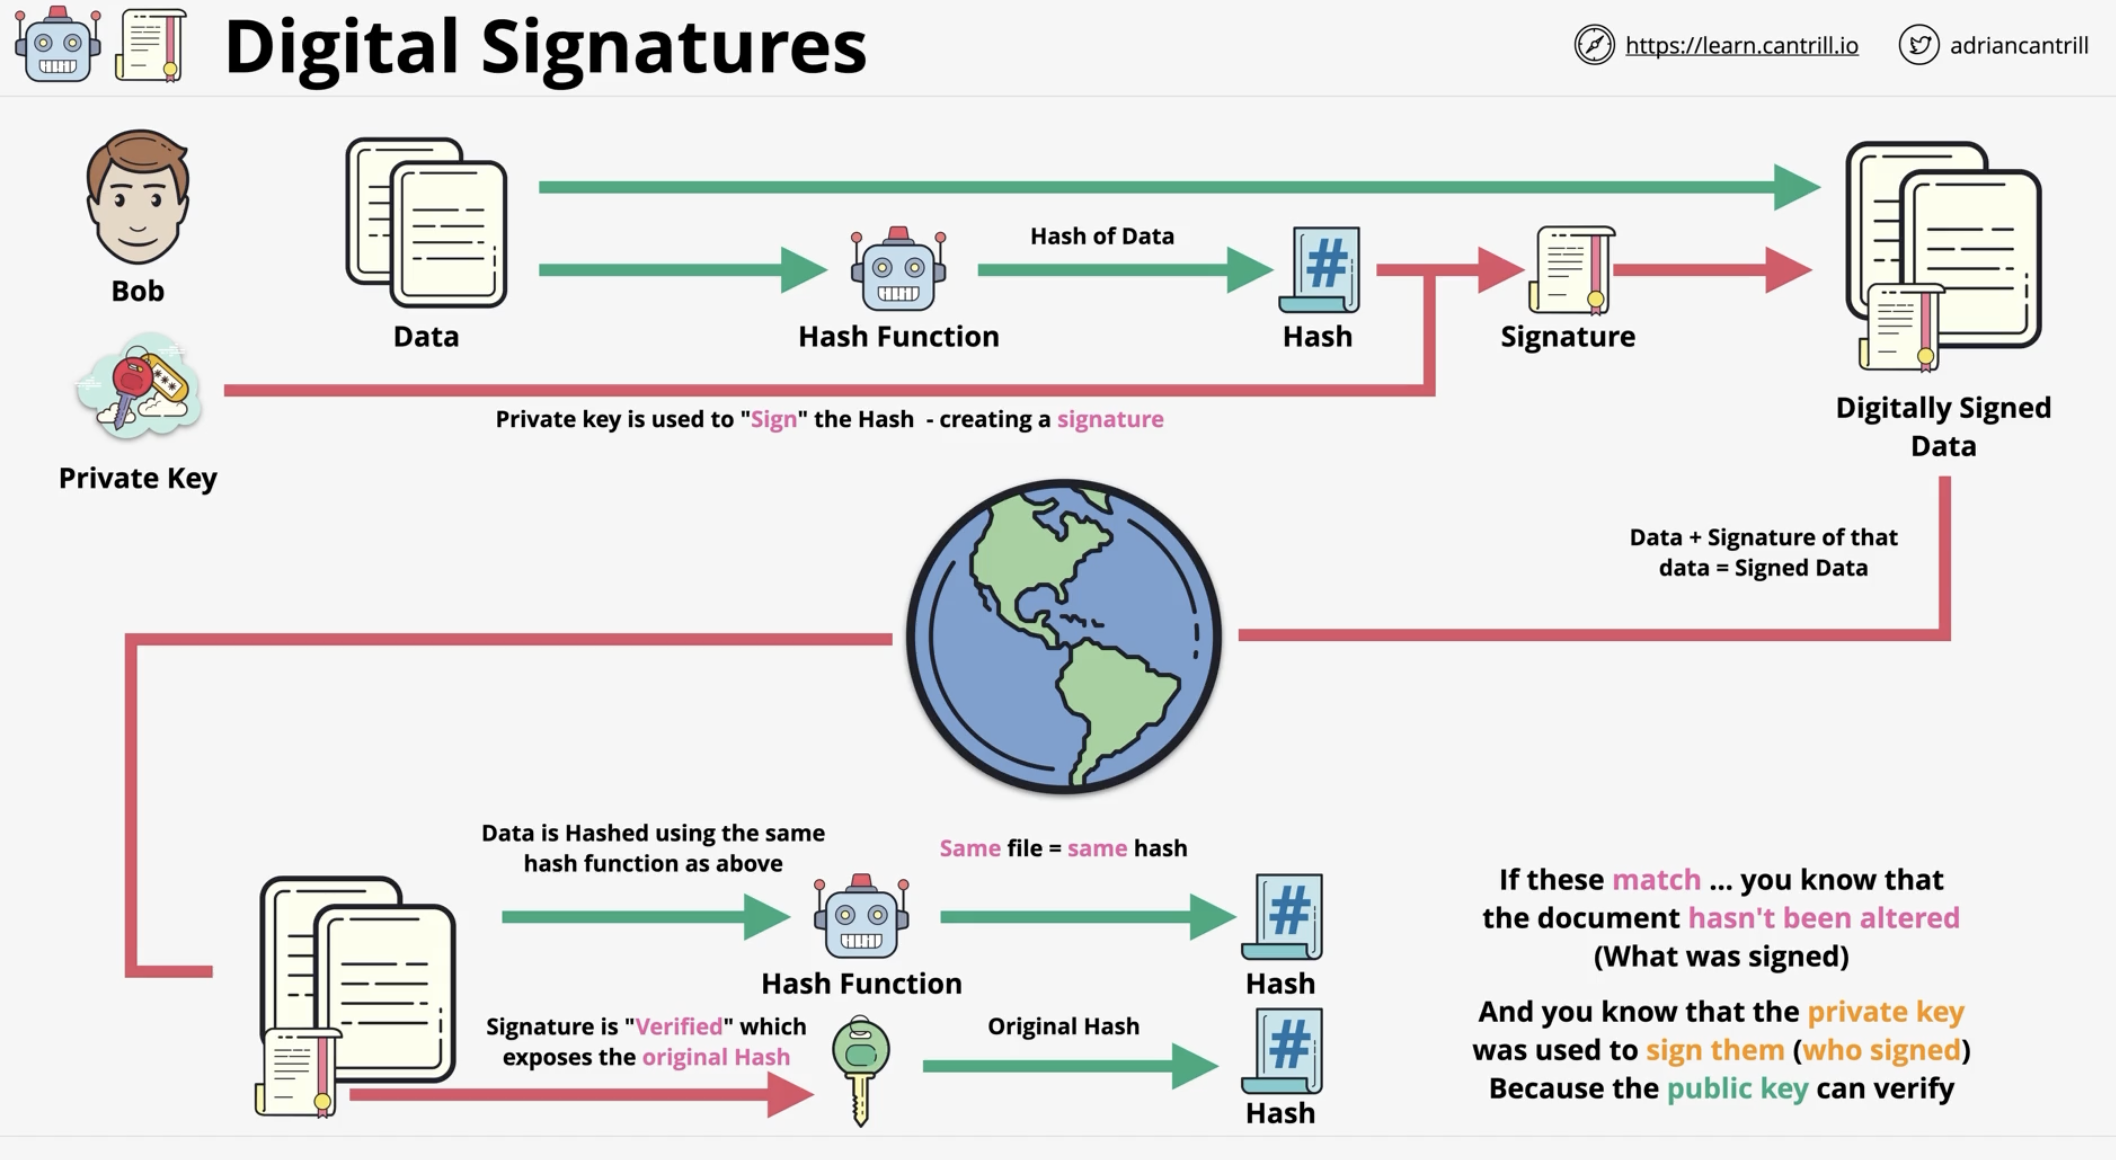 Digital Signatures
https://learn.cantrill.io
adriancantrill
Bob
Data
Hash Function
Hash of Data
#
Hash
Signature
Private Key
Private key is used to "Sign" the Hash - creating a signature
Digitally Signed
Data
Data + Signature of that
data = Signed Data
Data is Hashed using the same
hash function as above
Same file = same hash
Hash Function
#
Hash
Signature is "Verified" which
exposes the original Hash
***
Original Hash
#
Hash
If these match ... you know that
the document hasn't been altered
(What was signed)
And you know that the private key
was used to sign them (who signed)
Because the public key can verify